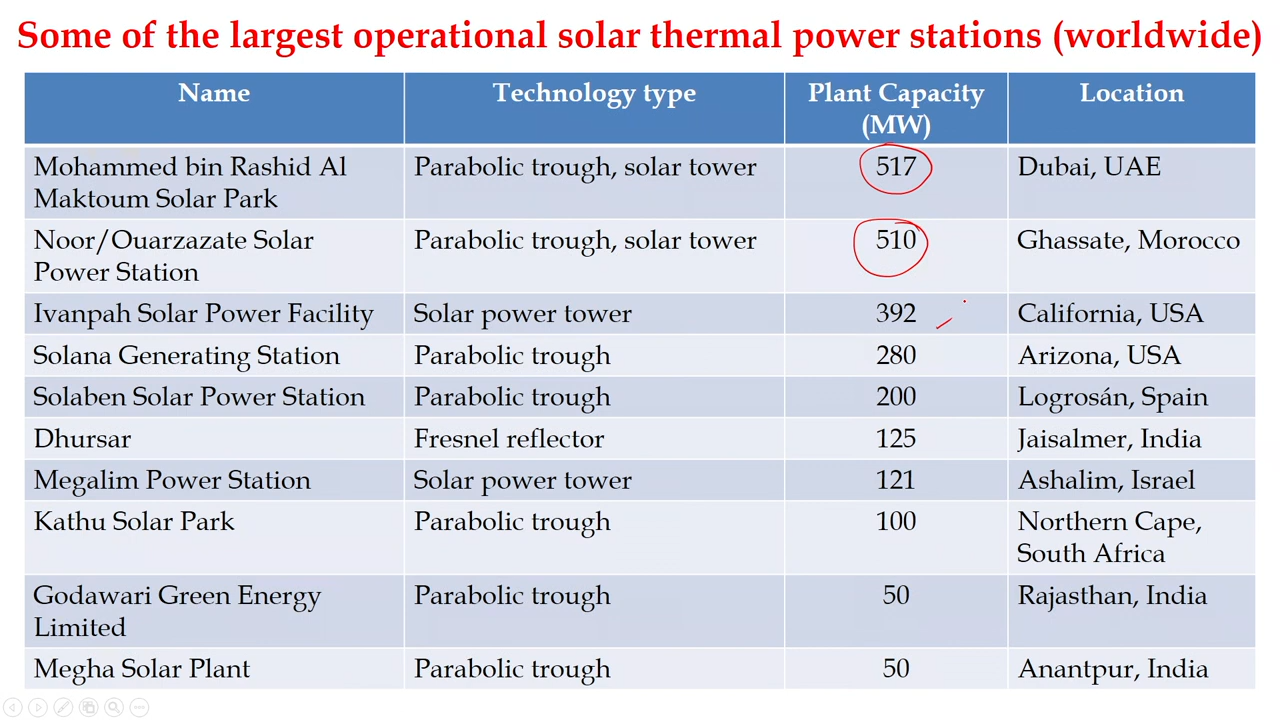 Some of the largest operational solar thermal power stations (worldwide)
Name Technology type Plant Capacity (MW) Location
Mohammed bin Rashid Al Maktoum Solar Park Parabolic trough, solar tower 517 Dubai, UAE
Noor/Ouarzazate Solar Power Station Parabolic trough, solar tower 510 Ghassate, Morocco
Ivanpah Solar Power Facility Solar power tower 392 California, USA
Solana Generating Station Parabolic trough 280 Arizona, USA
Solaben Solar Power Station Parabolic trough 200 Logrosán, Spain
Dhursar Fresnel reflector 125 Jaisalmer, India
Megalim Power Station Solar power tower 121 Ashalim, Israel
Kathu Solar Park Parabolic trough 100 Northern Cape, South Africa
Godawari Green Energy Limited Parabolic trough 50 Rajasthan, India
Megha Solar Plant Parabolic trough 50 Anantpur, India